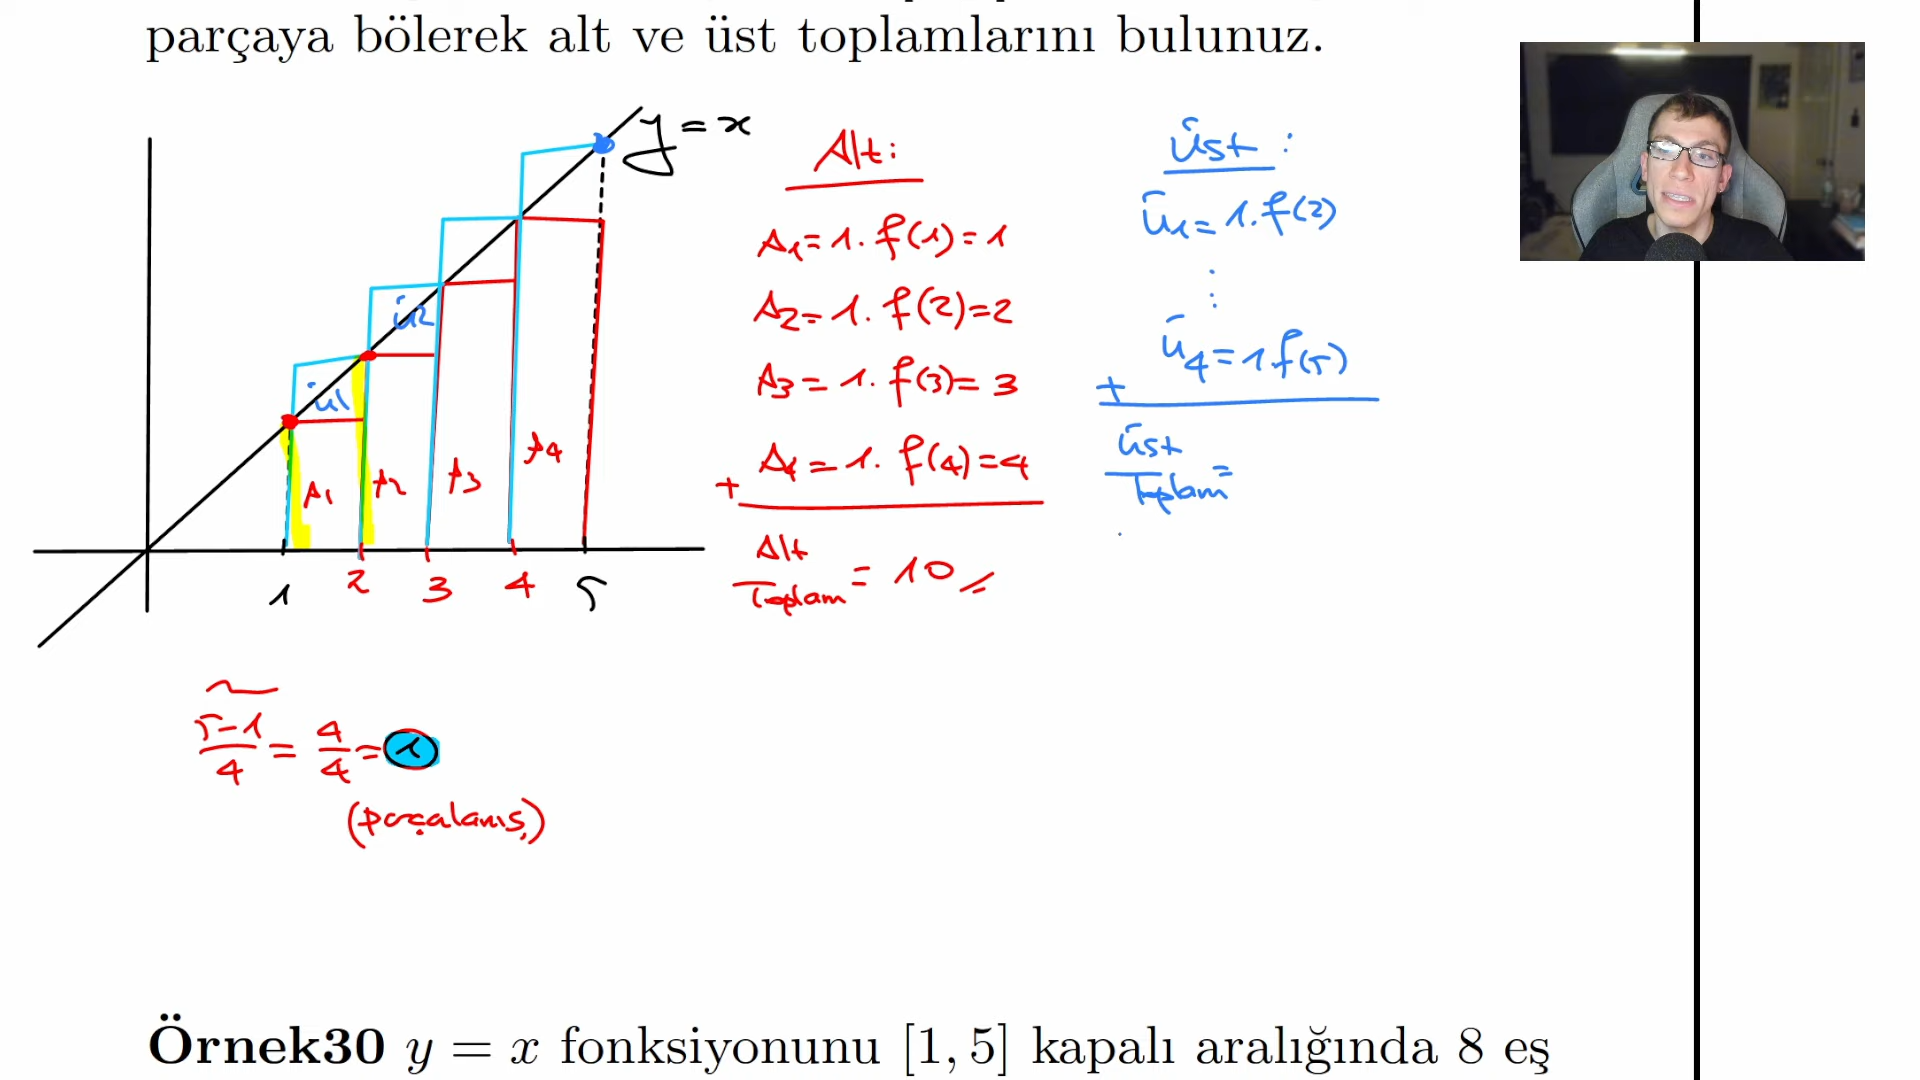 parçaya bölerek alt ve üst toplamlarını bulunuz.
y = x
Alt:
A1 = 1. f(1) = 1
A2 = 1. f(2) = 2
A3 = 1. f(3) = 3
A4 = 1. f(4) = 4
+
Alt
Toplam = 10
üst :
ü1 = 1. f(2)
:
ü4 = 1 f(5)
+
üst
Toplam =
ü1
ü2
A1
A2
A3
A4
1 2 3 4 5
5-1/4 = 4/4 = 1
(parçalanış)
Örnek30 y = x fonksiyonunu [1, 5] kapalı aralığında 8 eş